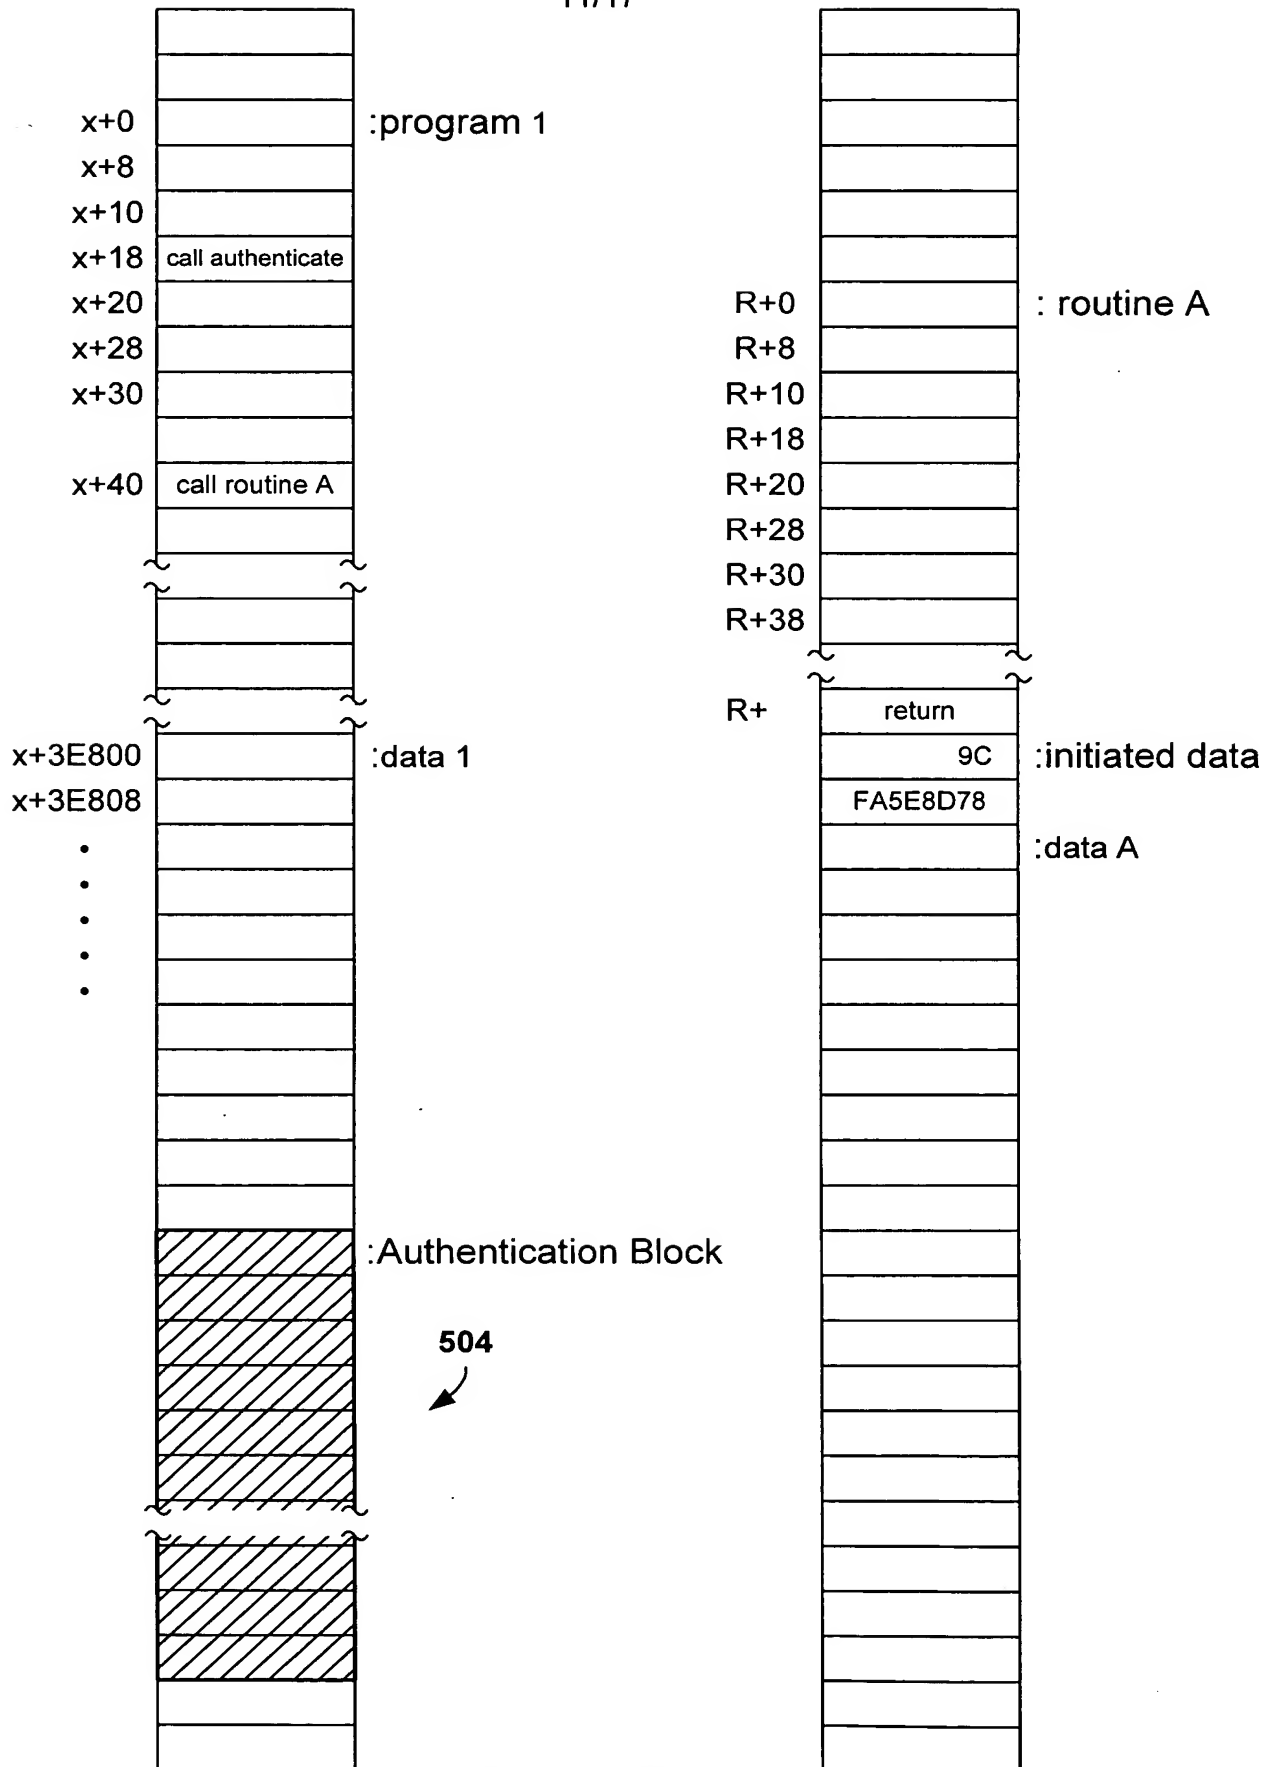 x+0 :program 1
x+8
x+10
x+18 call authenticate
x+20
x+28
x+30
x+40 call routine A
x+3E800 :data 1
x+3E808
:Authentication Block
504
R+0 : routine A
R+8
R+10
R+18
R+20
R+28
R+30
R+38
R+ return
9C :initiated data
FA5E8D78
:data A